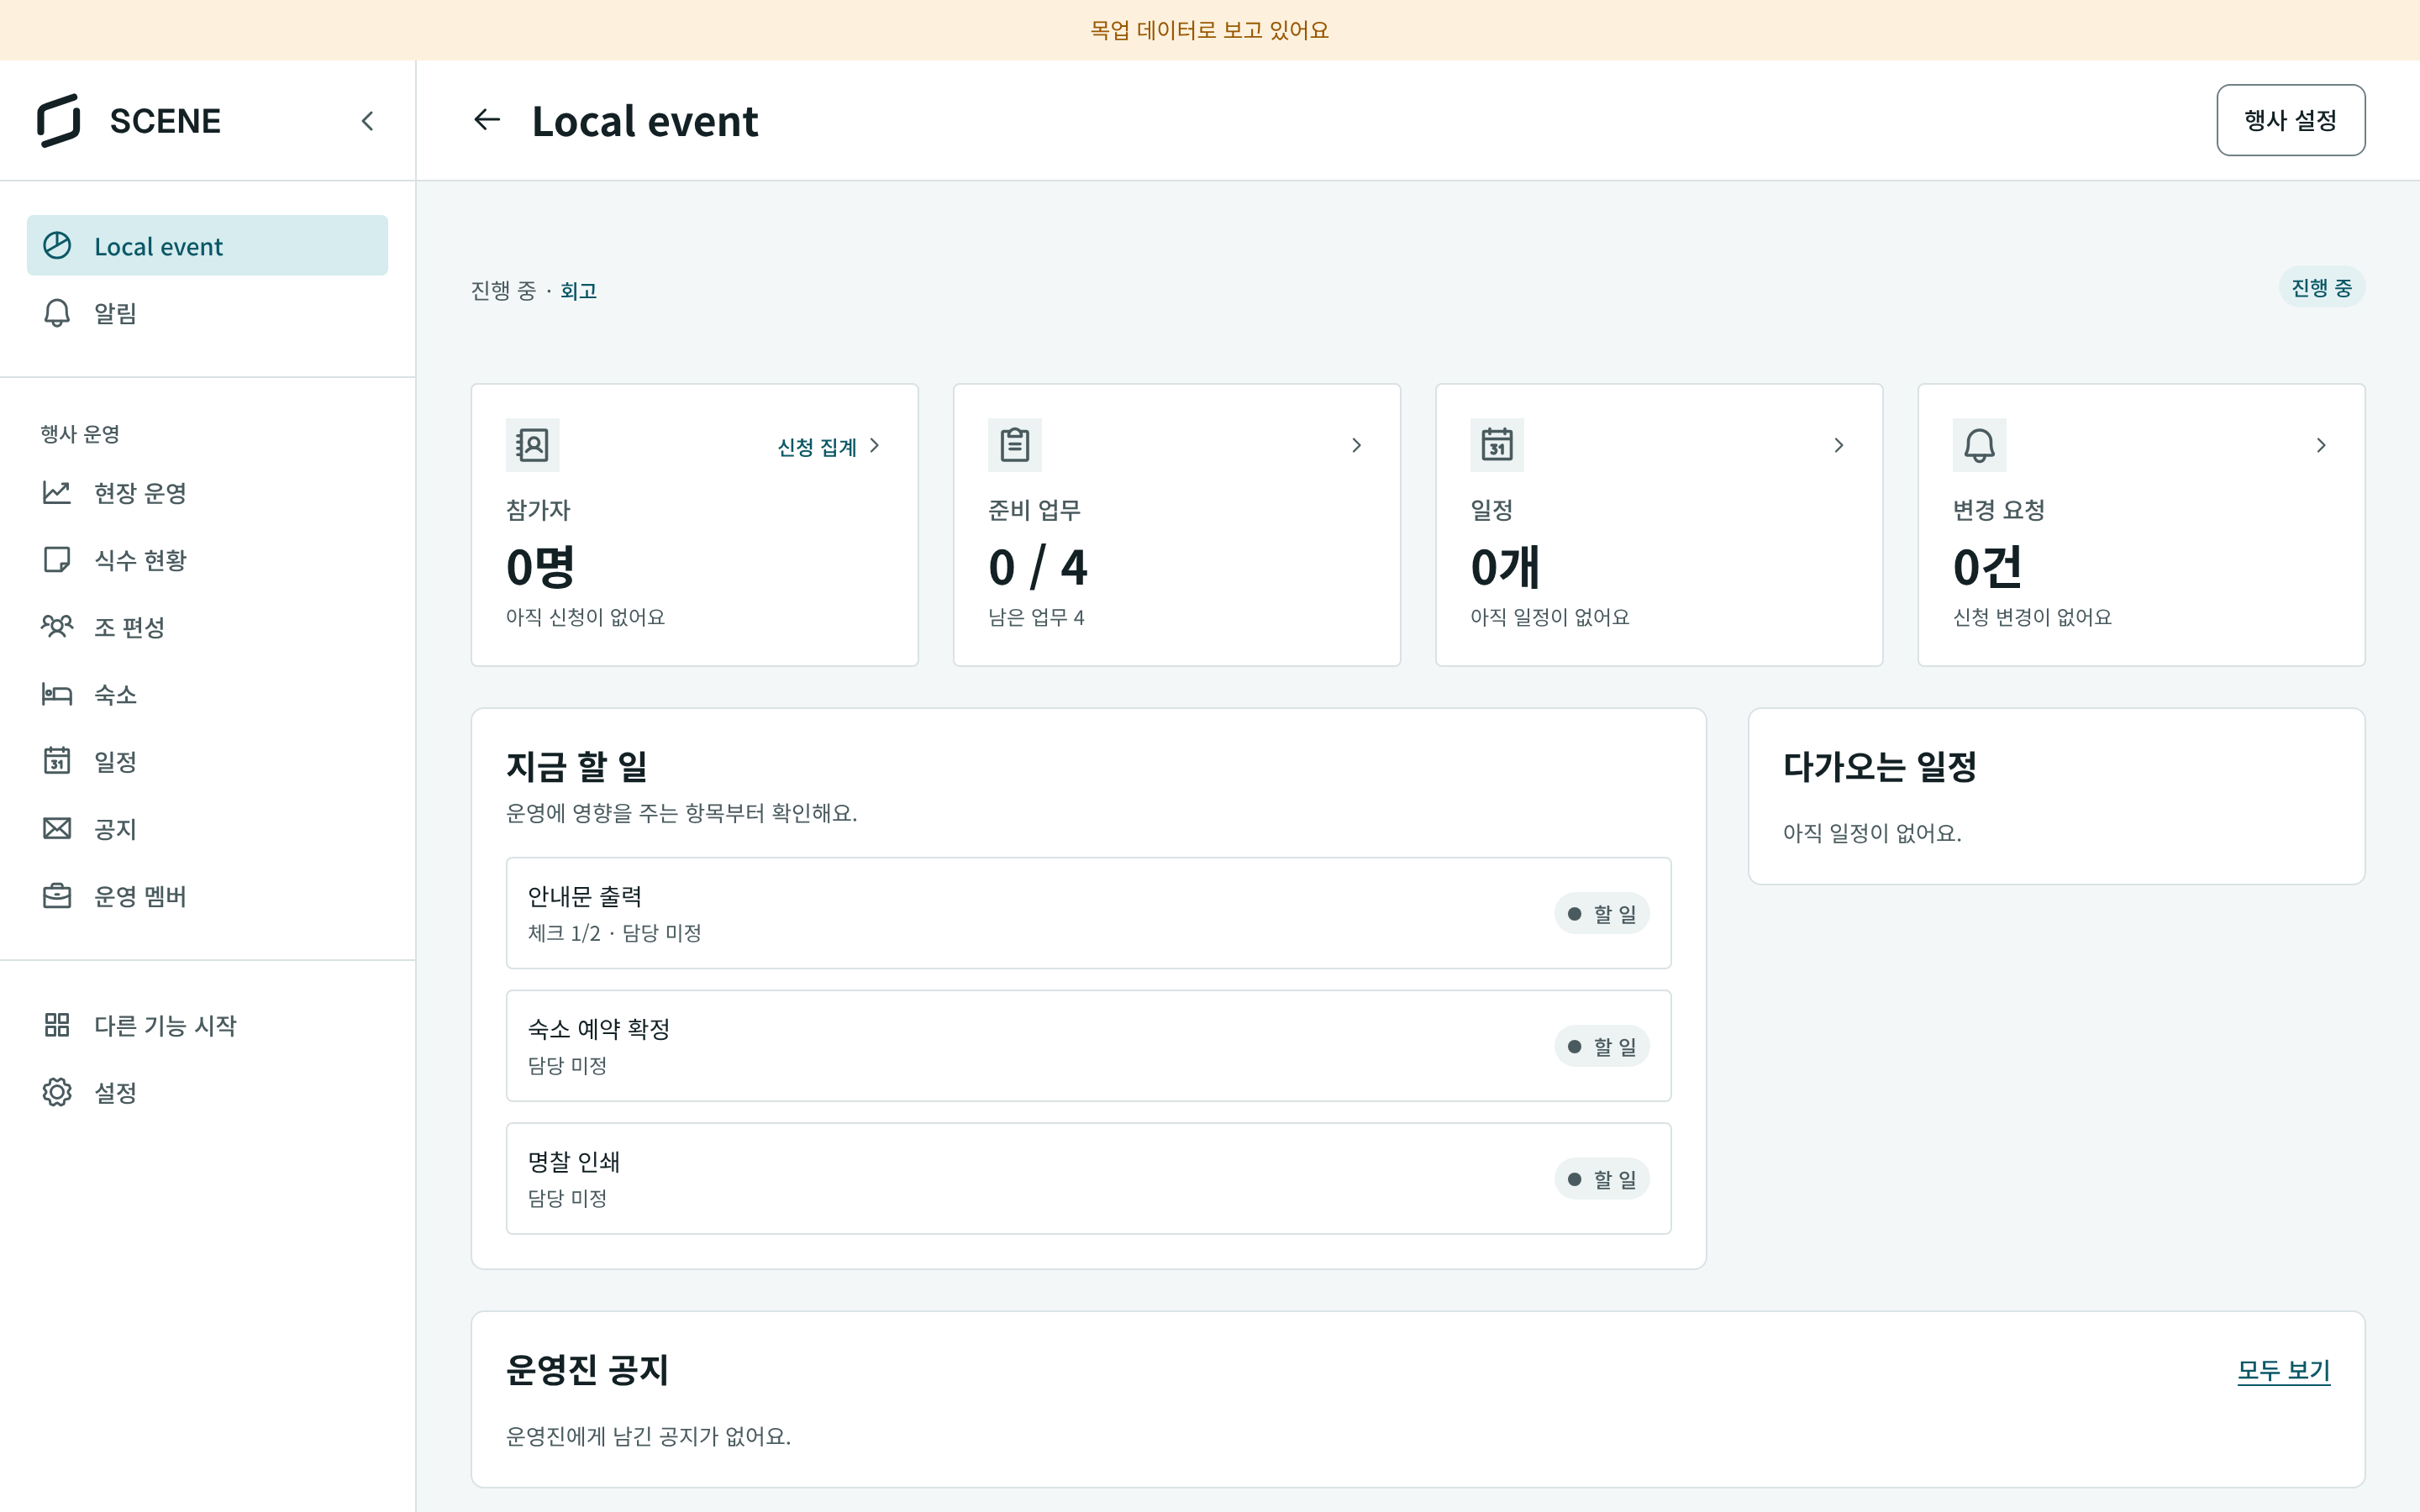 목업 데이터로 보고 있어요
SCENE
Local event
행사 설정
Local event
알림
행사 운영
현장 운영
식수 현황
조 편성
숙소
31
일정
공지
운영 멤버
다른 기능 시작
설정
진행 중 · 회고
진행 중
신청 집계
참가자
0명
아직 신청이 없어요
준비 업무
0 / 4
남은 업무 4
31
일정
0개
아직 일정이 없어요
변경 요청
0건
신청 변경이 없어요
지금 할 일
운영에 영향을 주는 항목부터 확인해요.
안내문 출력
체크 1/2 · 담당 미정
할 일
숙소 예약 확정
담당 미정
할 일
명찰 인쇄
담당 미정
할 일
다가오는 일정
아직 일정이 없어요.
운영진 공지
모두 보기
운영진에게 남긴 공지가 없어요.